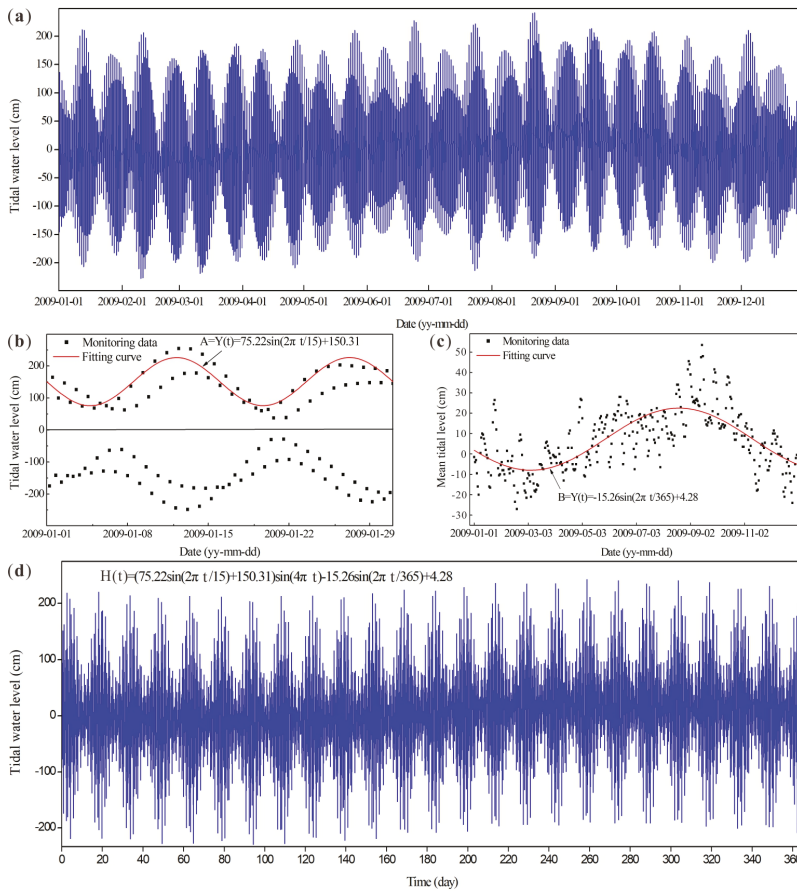 (a)
200
150
100
50
0
-50
-100
-150
-200
Tidal water level (cm)
2009-01-01 2009-02-01 2009-03-01 2009-04-01 2009-05-01 2009-06-01 2009-07-01 2009-08-01 2009-09-01 2009-10-01 2009-11-01 2009-12-01
Date (yy-mm-dd)
(b)
Monitoring data
Fitting curve
A=Y(t)=75.22sin(2π t/15)+150.31
200
100
0
-100
-200
Tidal water level (cm)
2009-01-01 2009-01-08 2009-01-15 2009-01-22 2009-01-29
Date (yy-mm-dd)
(c)
Monitoring data
Fitting curve
50
40
30
20
10
0
-10
-20
-30
Mean tidal level (cm)
B=Y(t)=-15.26sin(2π t/365)+4.28
2009-01-01 2009-03-03 2009-05-03 2009-07-03 2009-09-02 2009-11-02
Date (yy-mm-dd)
(d)
H(t)=(75.22sin(2π t/15)+150.31)sin(4π t)-15.26sin(2π t/365)+4.28
200
100
0
-100
-200
Tidal water level (cm)
0 20 40 60 80 100 120 140 160 180 200 220 240 260 280 300 320 340 360
Time (day)